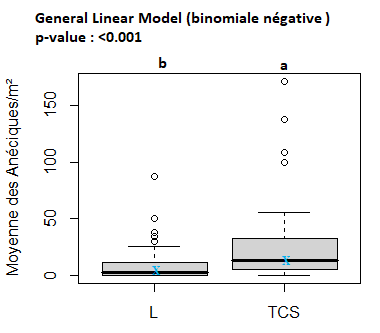 General Linear Model (binomiale négative )
p-value : <0.001
b a
Moyenne des Anéciques/m²
150
100
50
0
X X
L TCS